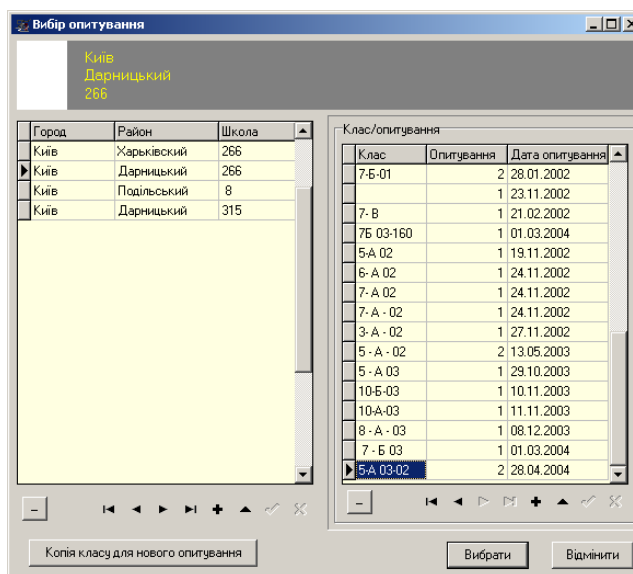 Вибір опитування
Київ
Дарницький
266
Город Район Школа
Київ Харьківский 266
Київ Дарницький 266
Київ Подільський 8
Київ Дарницький 315
Клас/опитування
Клас Опитування Дата опитування
7-Б-01 2 28.01.2002
1 23.11.2002
7- В 1 21.02.2002
7Б 03-160 1 01.03.2004
5-А 02 1 19.11.2002
6- А 02 1 24.11.2002
7- А 02 1 24.11.2002
7- А - 02 1 24.11.2002
3- А - 02 1 27.11.2002
5 - А - 02 2 13.05.2003
5 - А 03 1 29.10.2003
10-Б-03 1 10.11.2003
10-А-03 1 11.11.2003
8 - А - 03 1 08.12.2003
7 - Б 03 1 01.03.2004
5-А 03-02 2 28.04.2004
Копія класу для нового опитування
Вибрати Відмінити